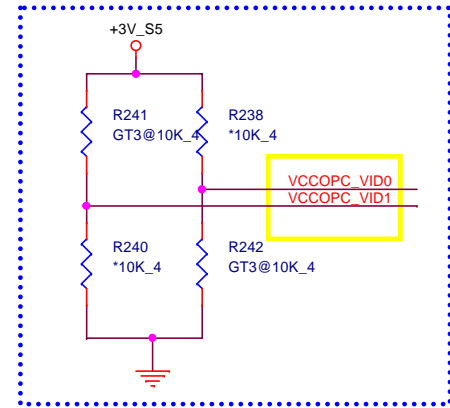 +3V_S5
R241
GT3@10K_4
R238
*10K_4
VCCOPC_VID0
VCCOPC_VID1
R240
*10K_4
R242
GT3@10K_4